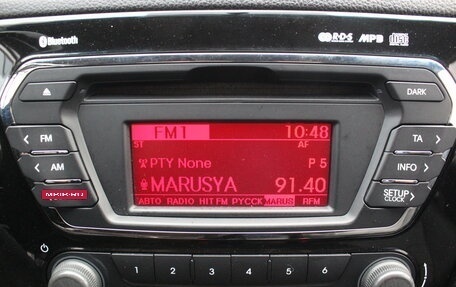 Bluetooth
R·D·S MP3
DARK
FM
AM
TA
INFO
SETUP
CLOCK
FM1 10:48
ST AF
PTY None P 5
MARUSYA 91.40
АВТО RADIO HIT FM РУССК MARUS RFM
1 2 3 4 5 6